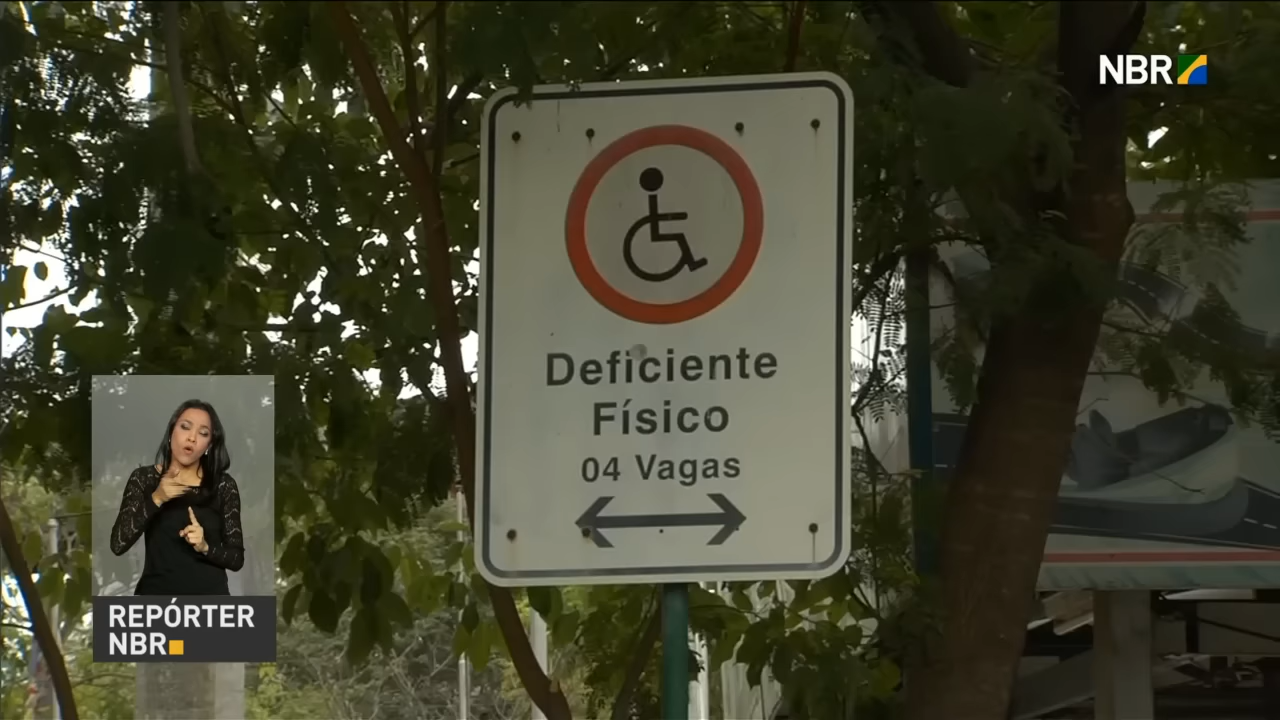 NBR
Deficiente
Físico
04 Vagas
REPÓRTER
NBR